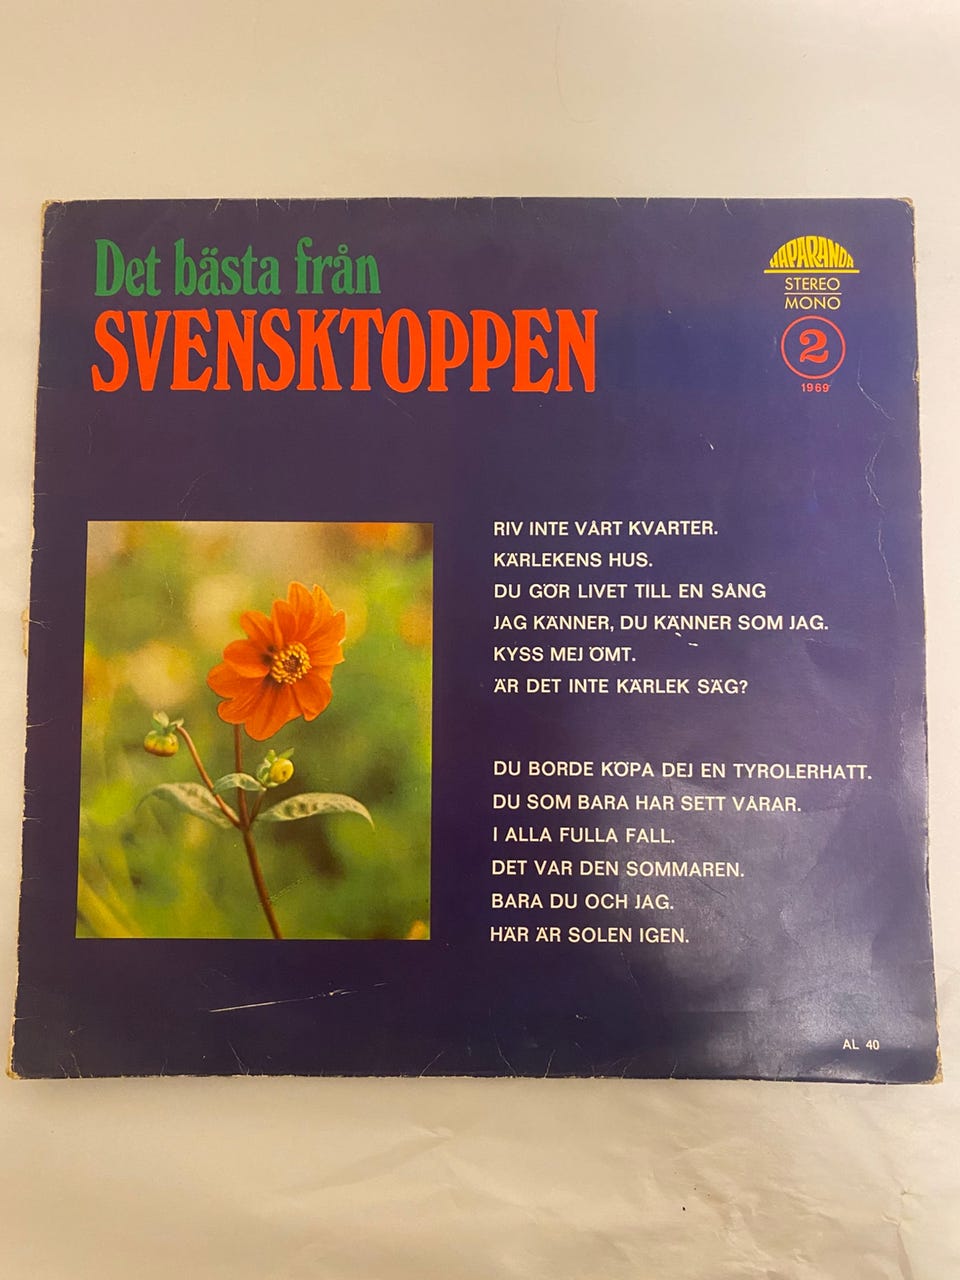 Det bästa från
SVENSKTOPPEN
HAPARANDA
STEREO
MONO
2
1969
RIV INTE VÅRT KVARTER.
KÄRLEKENS HUS.
DU GÖR LIVET TILL EN SÅNG
JAG KÄNNER, DU KÄNNER SOM JAG.
KYSS MEJ ÖMT.
ÄR DET INTE KÄRLEK SÄG?
DU BORDE KÖPA DEJ EN TYROLERHATT.
DU SOM BARA HAR SETT VÅRAR.
I ALLA FULLA FALL.
DET VAR DEN SOMMAREN.
BARA DU OCH JAG.
HÄR ÄR SOLEN IGEN.
AL 40